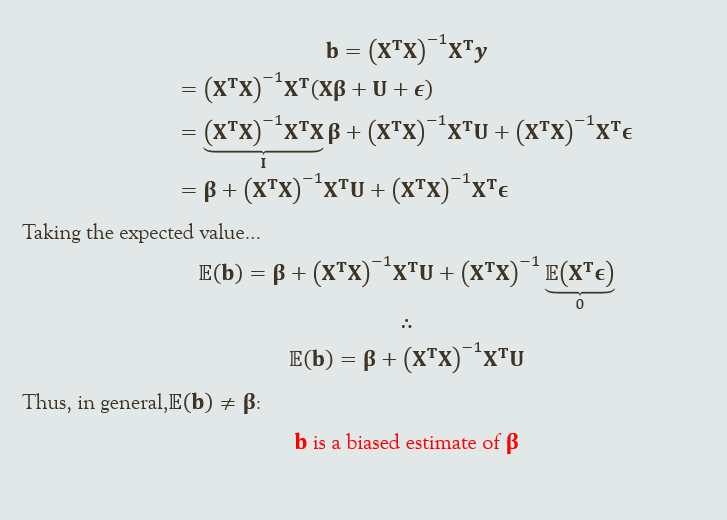 𝐛 = (𝐗ᵀ𝐗)⁻¹𝐗ᵀ𝒚
= (𝐗ᵀ𝐗)⁻¹𝐗ᵀ(𝐗𝛃 + 𝐔 + 𝝐)
= (𝐗ᵀ𝐗)⁻¹𝐗ᵀ𝐗 𝛃 + (𝐗ᵀ𝐗)⁻¹𝐗ᵀ𝐔 + (𝐗ᵀ𝐗)⁻¹𝐗ᵀ𝛜
𝐈
= 𝛃 + (𝐗ᵀ𝐗)⁻¹𝐗ᵀ𝐔 + (𝐗ᵀ𝐗)⁻¹𝐗ᵀ𝛜
Taking the expected value...
𝔼(𝐛) = 𝛃 + (𝐗ᵀ𝐗)⁻¹𝐗ᵀ𝐔 + (𝐗ᵀ𝐗)⁻¹ 𝔼(𝐗ᵀ𝛜)
0
∴
𝔼(𝐛) = 𝛃 + (𝐗ᵀ𝐗)⁻¹𝐗ᵀ𝐔
Thus, in general,𝔼(𝐛) ≠ 𝛃:
𝐛 is a biased estimate of 𝛃